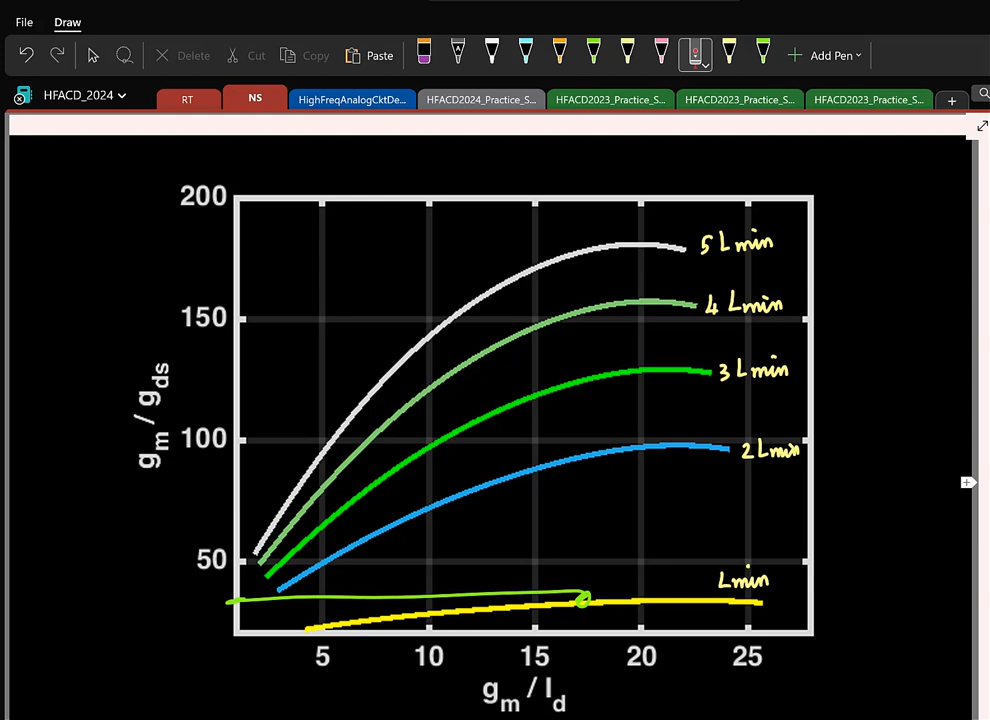 File Draw
Delete Cut Copy Paste Add Pen
HFACD_2024 RT NS HighFreqAnalogCktDe... HFACD2024_Practice_S... HFACD2023_Practice_S... HFACD2023_Practice_S... HFACD2023_Practice_S...
200
5 Lmin
4 Lmin
150
3 Lmin
gm / gds
100
2 Lmin
50
Lmin
5 10 15 20 25
gm / Id